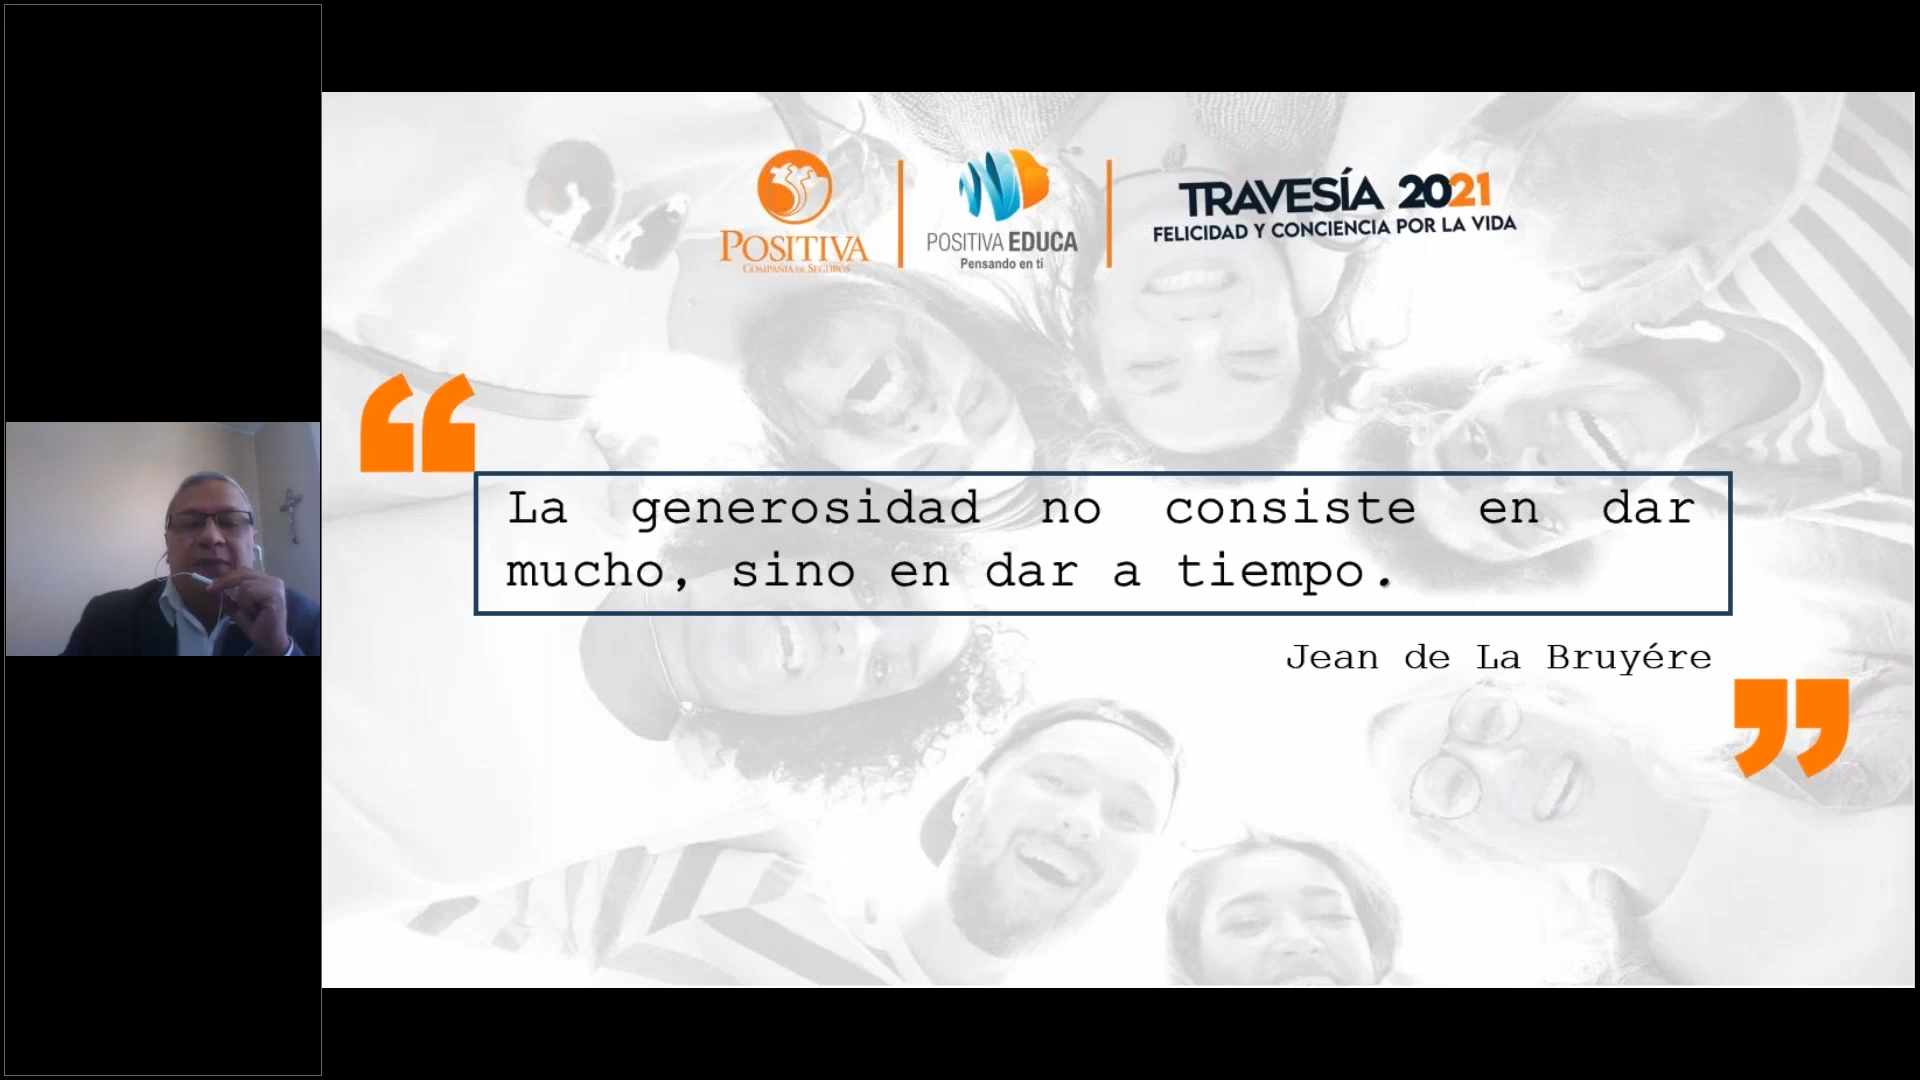 POSITIVA
COMPAÑÍA DE SEGUROS
POSITIVA EDUCA
Pensando en ti
TRAVESÍA 2021
FELICIDAD Y CONCIENCIA POR LA VIDA
“
La generosidad no consiste en dar
mucho, sino en dar a tiempo.
Jean de La Bruyére
”